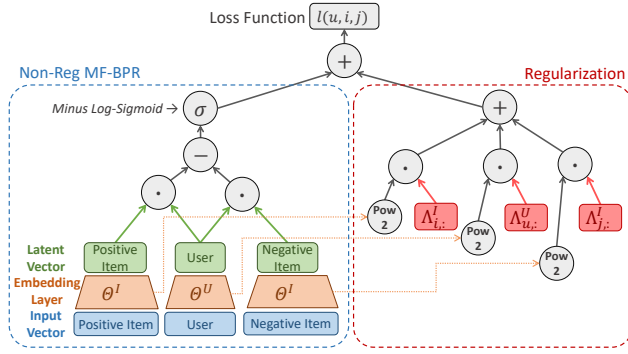 Loss Function
l(u, i, j)
+
Non-Reg MF-BPR
Regularization
Minus Log-Sigmoid →
σ
+
−
·
·
·
·
·
Pow
2
Λ^I_{i,:}
Pow
2
Λ^U_{u,:}
Pow
2
Λ^I_{j,:}
Latent
Vector
Positive
Item
User
Negative
Item
Embedding
Layer
Θ^I
Θ^U
Θ^I
Input
Vector
Positive Item
User
Negative Item